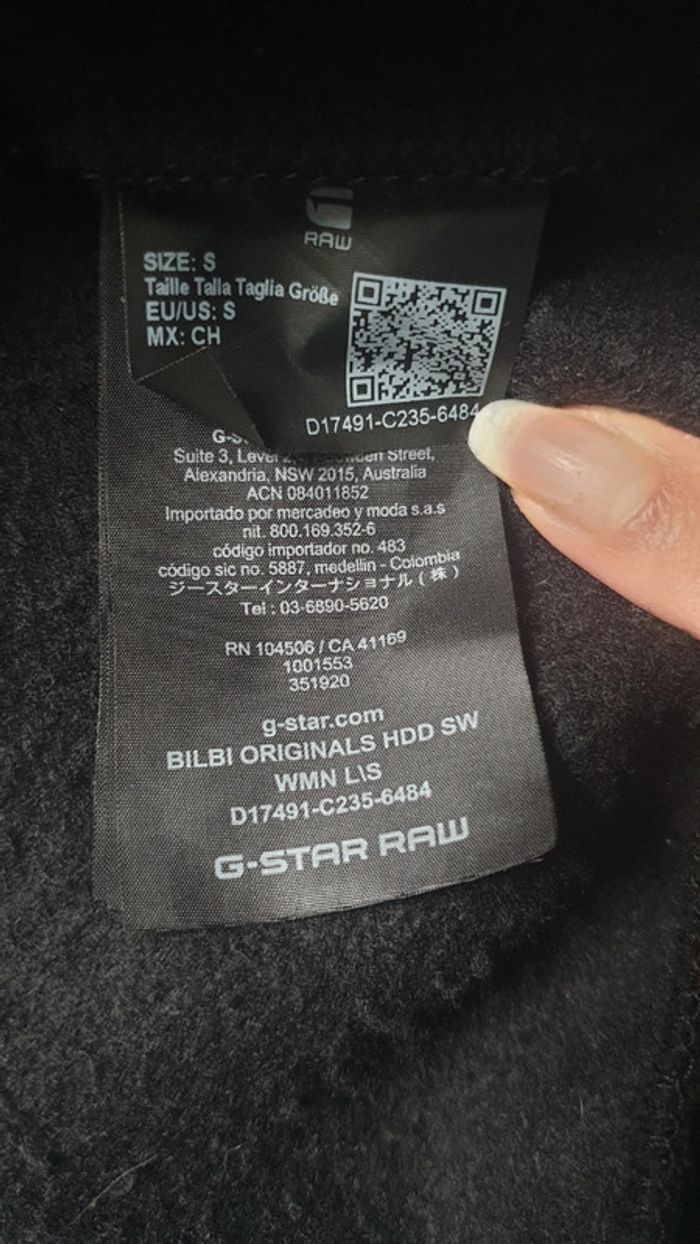 RAW
SIZE: S
Taille Talla Taglia Größe
EU/US: S
MX: CH
D17491-C235-6484
Suite 3, Level Street,
Alexandria, NSW 2015, Australia
ACN 084011852
Importado por mercadeo y moda s.a.s
nit. 800.169.352-6
código importador no. 483
código sic no. 5887, medellin - Colombia
ジースターインターナショナル(株)
Tel : 03-6890-5620
RN 104506 / CA 41169
1001553
351920
g-star.com
BILBI ORIGINALS HDD SW
WMN L\S
D17491-C235-6484
G-STAR RAW